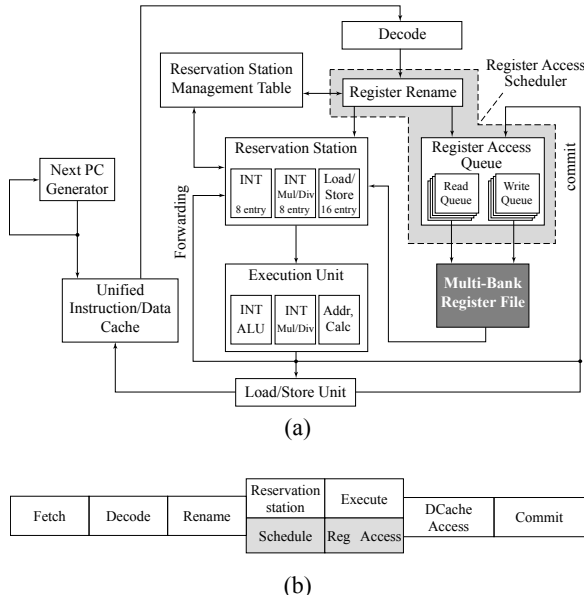 Decode
Register Access
Scheduler
Reservation Station
Management Table
Register Rename
Reservation Station
INT
8 entry
INT
Mul/Div
8 entry
Load/
Store
16 entry
Register Access
Queue
Read
Queue
Write
Queue
commit
Next PC
Generator
Forwarding
Unified
Instruction/Data
Cache
Execution Unit
INT
ALU
INT
Mul/Div
Addr,
Calc
Multi-Bank
Register File
Load/Store Unit
(a)
Fetch
Decode
Rename
Reservation
station
Schedule
Execute
Reg Access
DCache
Access
Commit
(b)